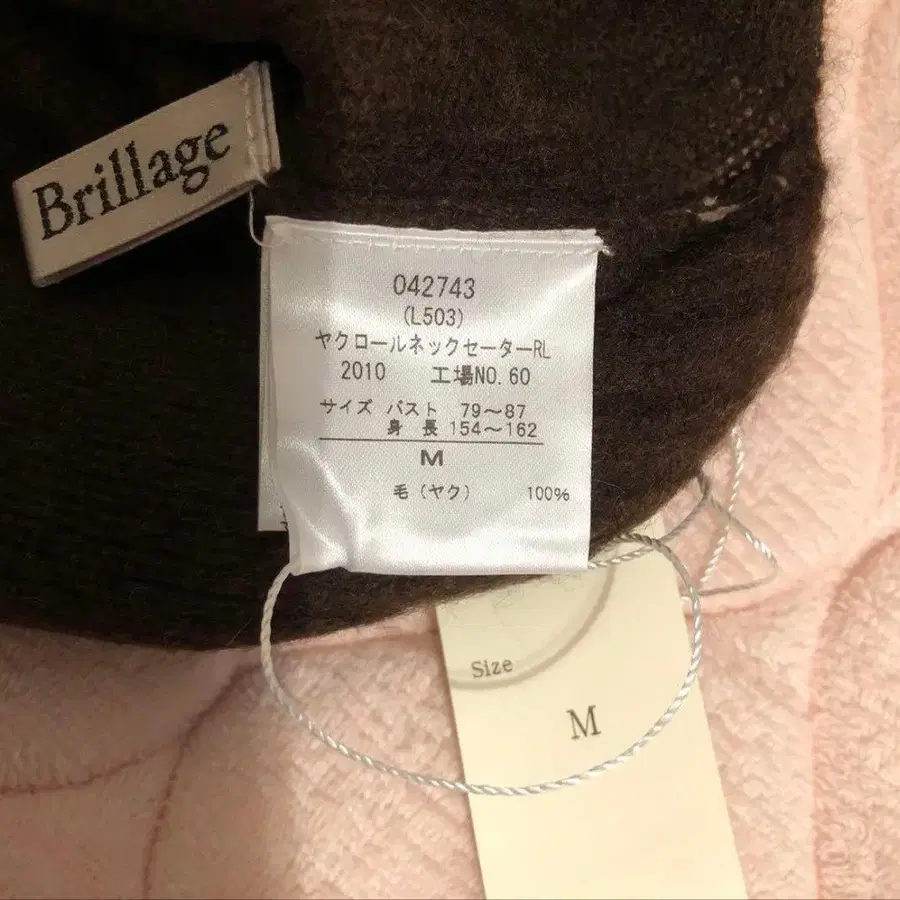 Brillage
042743
(L503)
ヤクロールネックセーターRL
2010 工場NO.60
サイズ バスト 79〜87
身 長 154〜162
M
毛(ヤク) 100%
Size
M